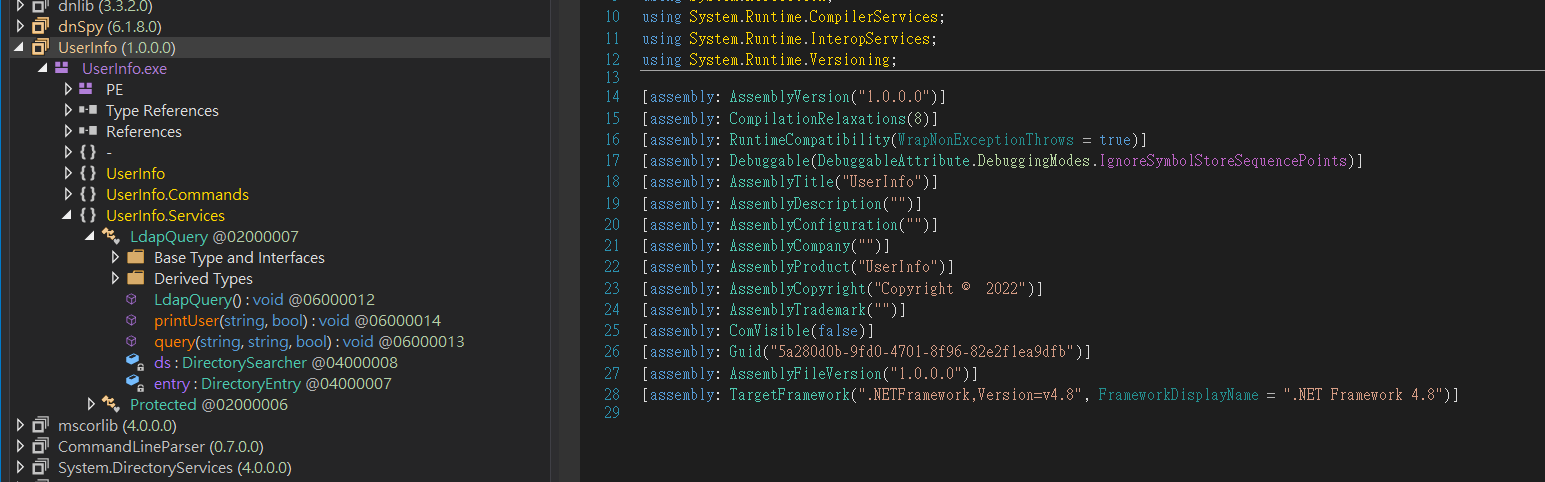 dnlib (3.3.2.0)
dnSpy (6.1.8.0)
UserInfo (1.0.0.0)
UserInfo.exe
PE
Type References
References
{ } -
{ } UserInfo
{ } UserInfo.Commands
{ } UserInfo.Services
LdapQuery @02000007
Base Type and Interfaces
Derived Types
LdapQuery() : void @06000012
printUser(string, bool) : void @06000014
query(string, string, bool) : void @06000013
ds : DirectorySearcher @04000008
entry : DirectoryEntry @04000007
Protected @02000006
mscorlib (4.0.0.0)
CommandLineParser (0.7.0.0)
System.DirectoryServices (4.0.0.0)
10 using System.Runtime.CompilerServices;
11 using System.Runtime.InteropServices;
12 using System.Runtime.Versioning;
13
14 [assembly: AssemblyVersion("1.0.0.0")]
15 [assembly: CompilationRelaxations(8)]
16 [assembly: RuntimeCompatibility(WrapNonExceptionThrows = true)]
17 [assembly: Debuggable(DebuggableAttribute.DebuggingModes.IgnoreSymbolStoreSequencePoints)]
18 [assembly: AssemblyTitle("UserInfo")]
19 [assembly: AssemblyDescription("")]
20 [assembly: AssemblyConfiguration("")]
21 [assembly: AssemblyCompany("")]
22 [assembly: AssemblyProduct("UserInfo")]
23 [assembly: AssemblyCopyright("Copyright ©  2022")]
24 [assembly: AssemblyTrademark("")]
25 [assembly: ComVisible(false)]
26 [assembly: Guid("5a280d0b-9fd0-4701-8f96-82e2f1ea9dfb")]
27 [assembly: AssemblyFileVersion("1.0.0.0")]
28 [assembly: TargetFramework(".NETFramework,Version=v4.8", FrameworkDisplayName = ".NET Framework 4.8")]
29